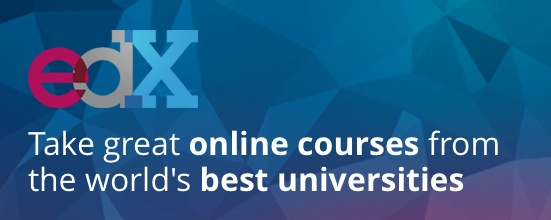 edX
Take great online courses from
the world's best universities